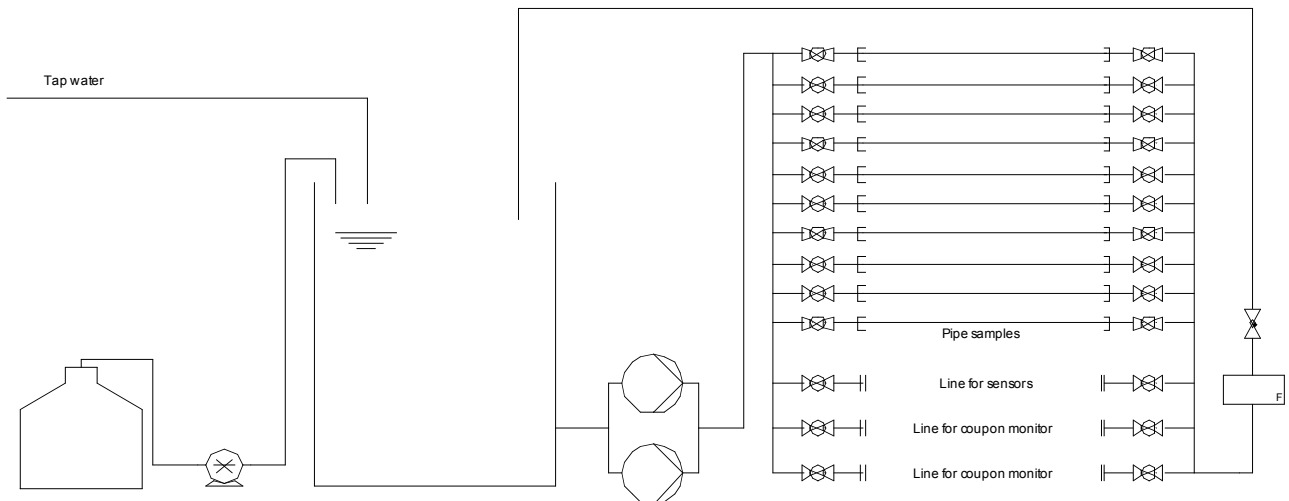 Tap water
Pipe samples
Line for sensors
F
Line for coupon monitor
Line for coupon monitor